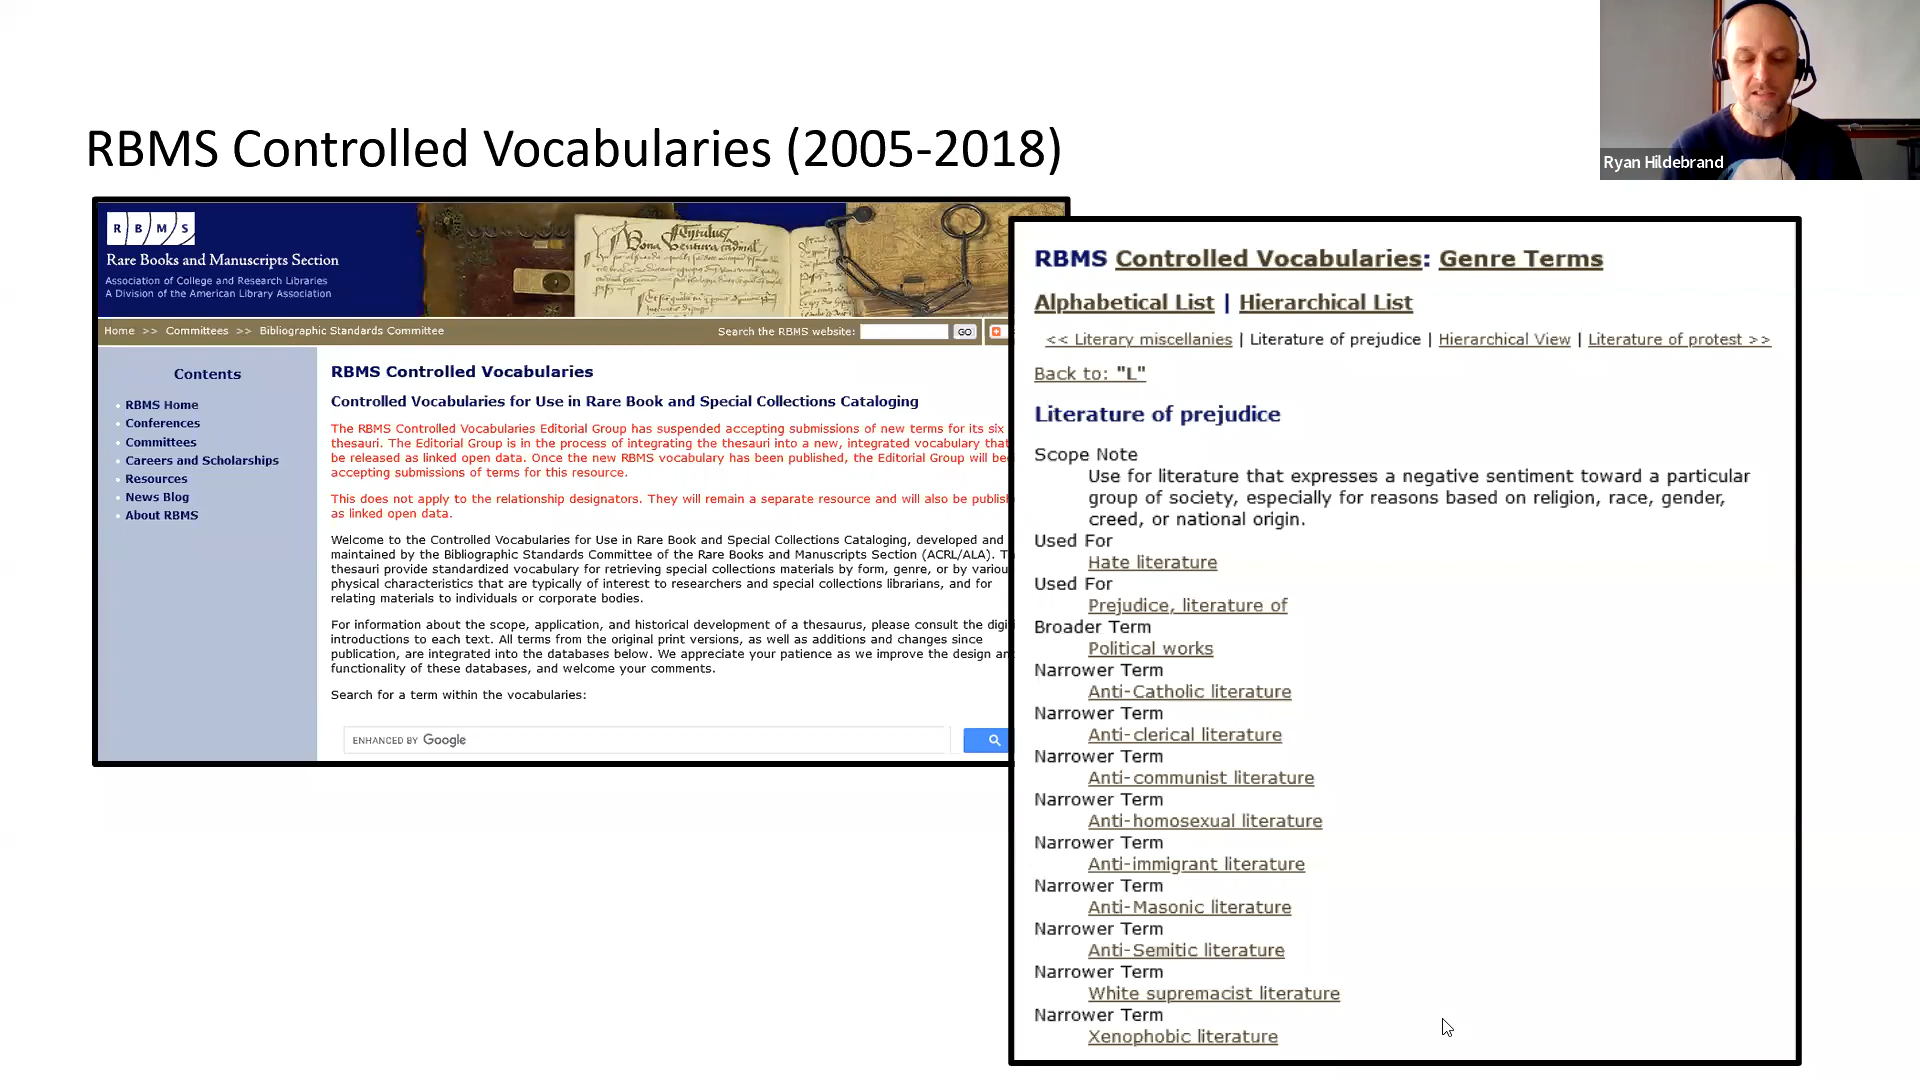 RBMS Controlled Vocabularies (2005-2018)
Ryan Hildebrand
R B M S
Rare Books and Manuscripts Section
Association of College and Research Libraries
A Division of the American Library Association
Home >> Committees >> Bibliographic Standards Committee
Search the RBMS website: GO
Contents
RBMS Home
Conferences
Committees
Careers and Scholarships
Resources
News Blog
About RBMS
RBMS Controlled Vocabularies
Controlled Vocabularies for Use in Rare Book and Special Collections Cataloging
The RBMS Controlled Vocabularies Editorial Group has suspended accepting submissions of new terms for its six
thesauri. The Editorial Group is in the process of integrating the thesauri into a new, integrated vocabulary that
be released as linked open data. Once the new RBMS vocabulary has been published, the Editorial Group will
accepting submissions of terms for this resource.
This does not apply to the relationship designators. They will remain a separate resource and will also be
as linked open data.
Welcome to the Controlled Vocabularies for Use in Rare Book and Special Collections Cataloging, developed and
maintained by the Bibliographic Standards Committee of the Rare Books and Manuscripts Section (ACRL/ALA).
thesauri provide standardized vocabulary for retrieving special collections materials by form, genre, or by
physical characteristics that are typically of interest to researchers and special collections librarians, and for
relating materials to individuals or corporate bodies.
For information about the scope, application, and historical development of a thesaurus, please consult the
introductions to each text. All terms from the original print versions, as well as additions and changes since
publication, are integrated into the databases below. We appreciate your patience as we improve the design
functionality of these databases, and welcome your comments.
Search for a term within the vocabularies:
ENHANCED BY Google
RBMS Controlled Vocabularies: Genre Terms
Alphabetical List | Hierarchical List
<< Literary miscellanies | Literature of prejudice | Hierarchical View | Literature of protest >>
Back to: "L"
Literature of prejudice
Scope Note
Use for literature that expresses a negative sentiment toward a particular
group of society, especially for reasons based on religion, race, gender,
creed, or national origin.
Used For
Hate literature
Used For
Prejudice, literature of
Broader Term
Political works
Narrower Term
Anti-Catholic literature
Narrower Term
Anti-clerical literature
Narrower Term
Anti-communist literature
Narrower Term
Anti-homosexual literature
Narrower Term
Anti-immigrant literature
Narrower Term
Anti-Masonic literature
Narrower Term
Anti-Semitic literature
Narrower Term
White supremacist literature
Narrower Term
Xenophobic literature